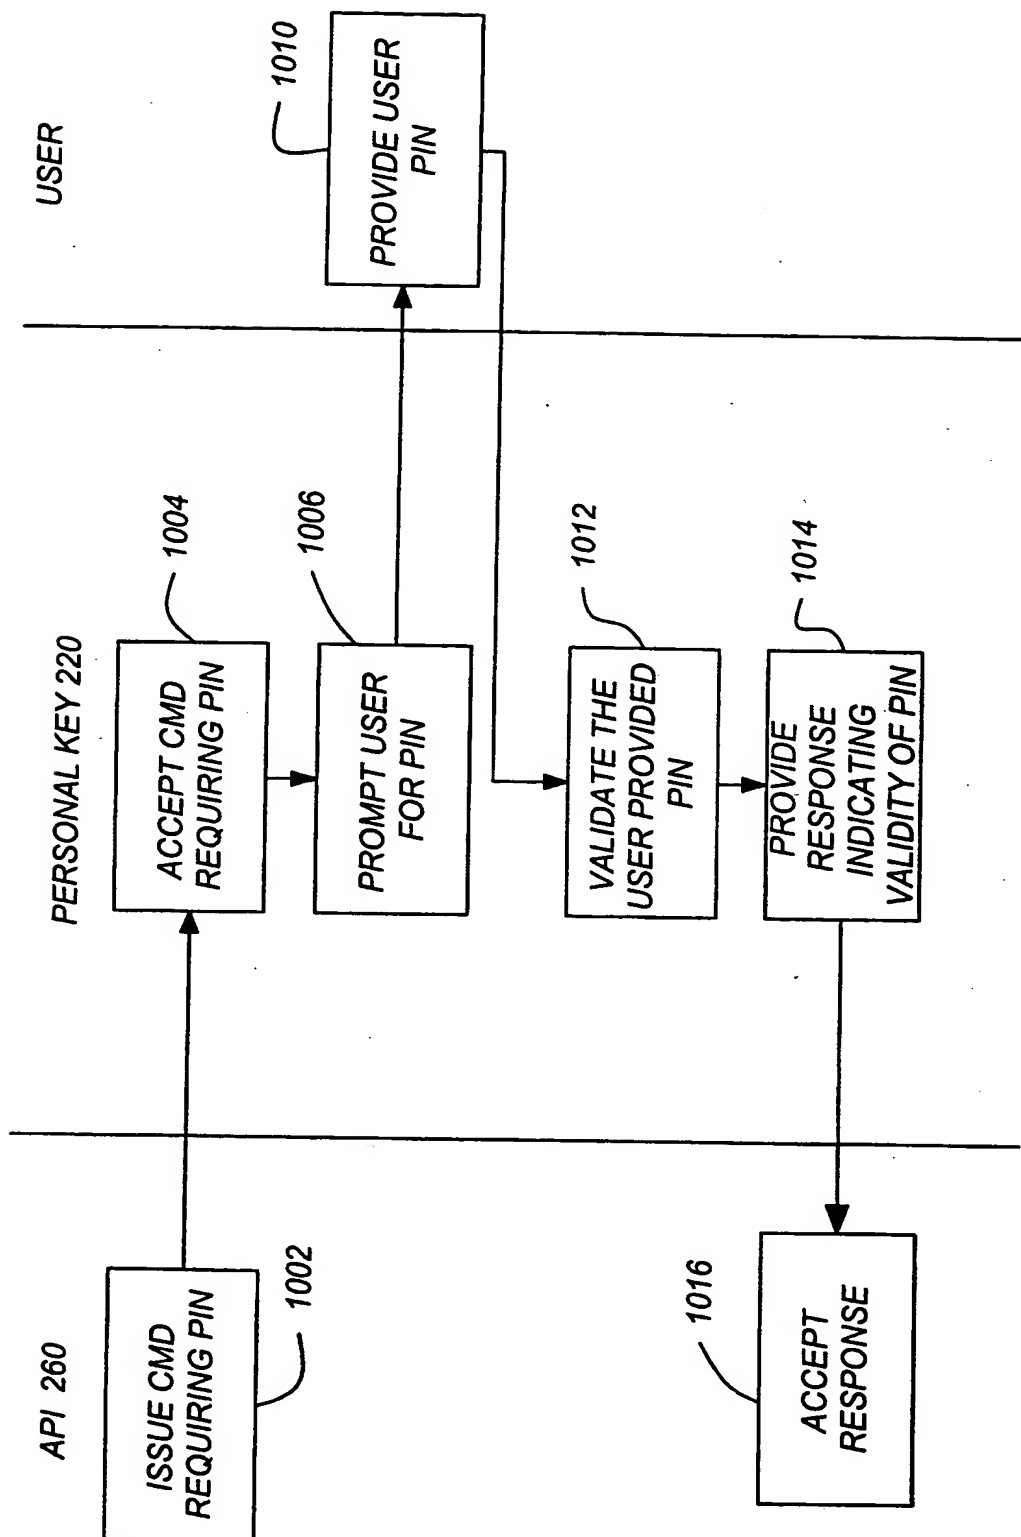 API 260
PERSONAL KEY 220
USER
ISSUE CMD
REQUIRING PIN
1002
ACCEPT CMD
REQUIRING PIN
1004
PROMPT USER
FOR PIN
1006
PROVIDE USER
PIN
1010
VALIDATE THE
USER PROVIDED
PIN
1012
PROVIDE
RESPONSE
INDICATING
VALIDITY OF PIN
1014
ACCEPT
RESPONSE
1016